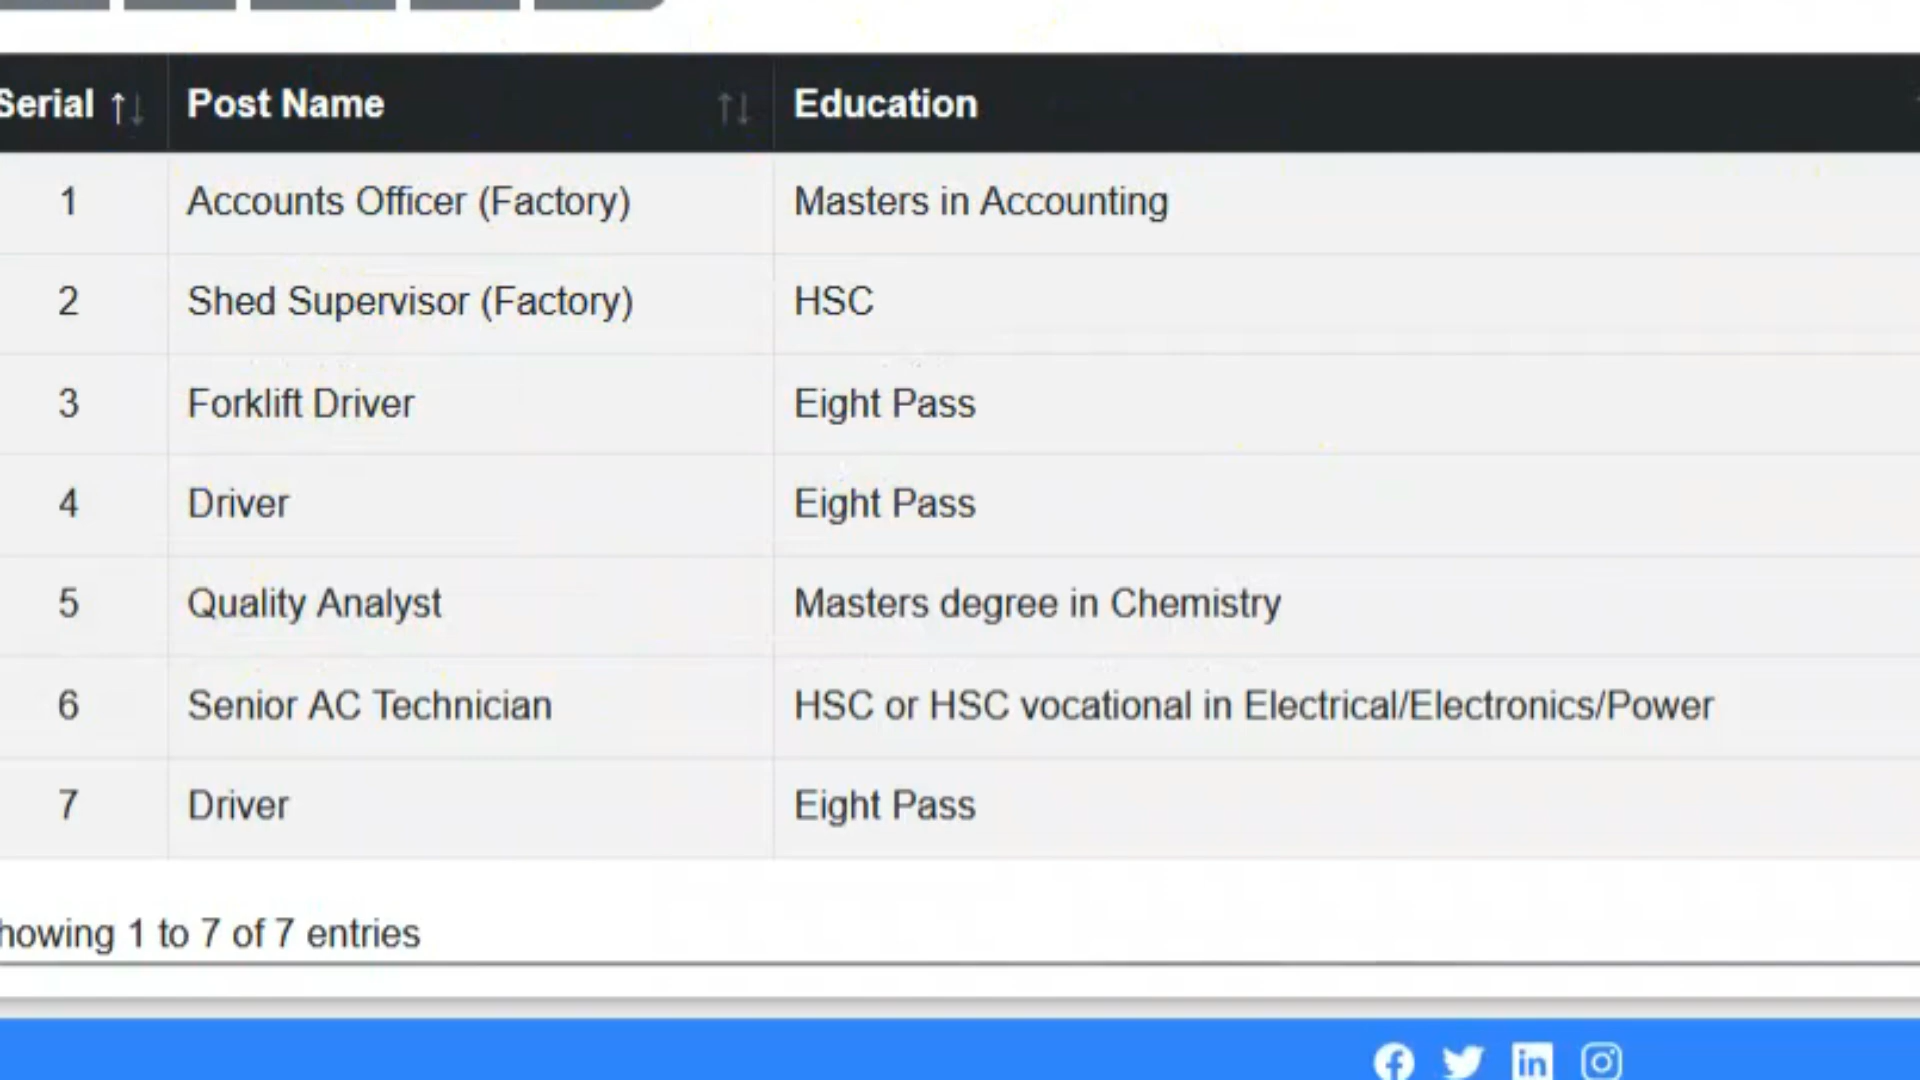 Serial Post Name Education
1 Accounts Officer (Factory) Masters in Accounting
2 Shed Supervisor (Factory) HSC
3 Forklift Driver Eight Pass
4 Driver Eight Pass
5 Quality Analyst Masters degree in Chemistry
6 Senior AC Technician HSC or HSC vocational in Electrical/Electronics/Power
7 Driver Eight Pass
howing 1 to 7 of 7 entries